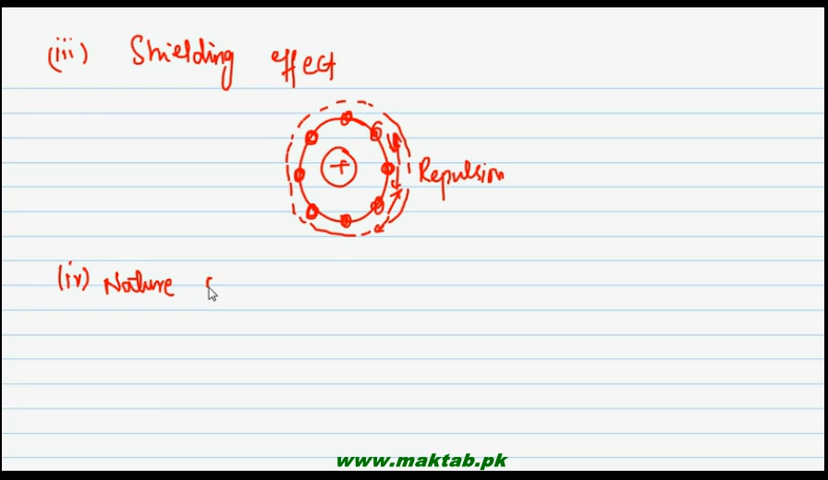 (iii) Shielding effect
+
Repulsion
(iv) Nature
www.maktab.pk